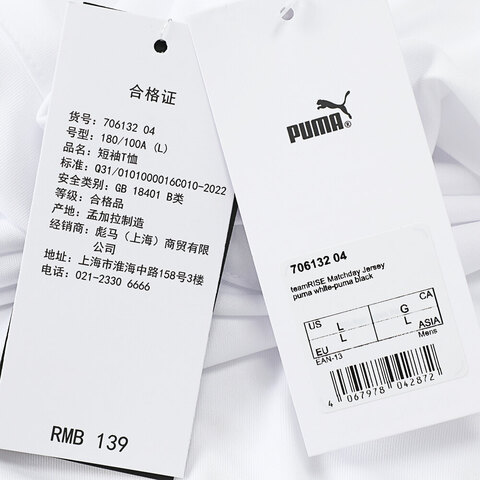 合格证
货号: 706132 04
号型: 180/100A (L)
品名: 短袖T恤
标准: Q31/0101000016C010-2022
安全类别: GB 18401 B类
等级: 合格品
产地: 孟加拉制造
经销商: 彪马 (上海) 商贸有限
公司
地址: 上海市淮海中路158号3楼
电话: 021-2330 6666
RMB 139
PUMA®
706132 04
teamRISE Matchday Jersey
puma white-puma black
US L G CA
EU L L ASIA
EAN-13 Mens
4 067978 042872